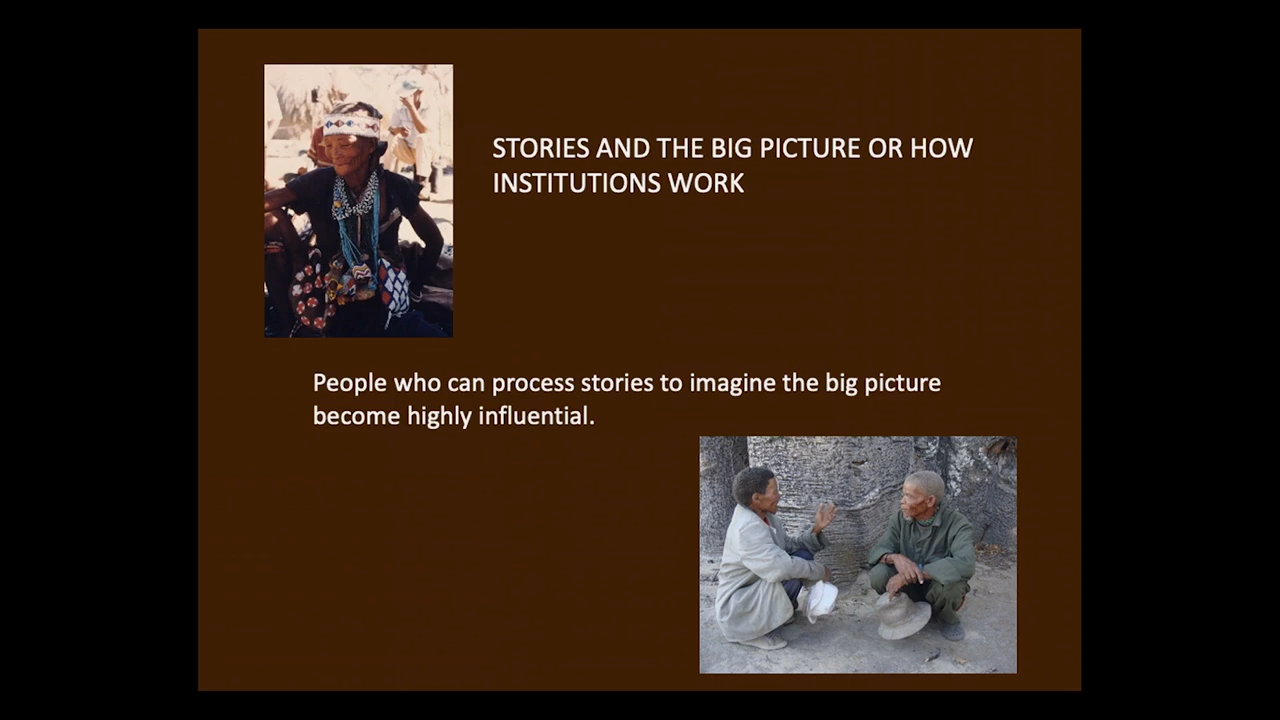 STORIES AND THE BIG PICTURE OR HOW
INSTITUTIONS WORK
People who can process stories to imagine the big picture
become highly influential.